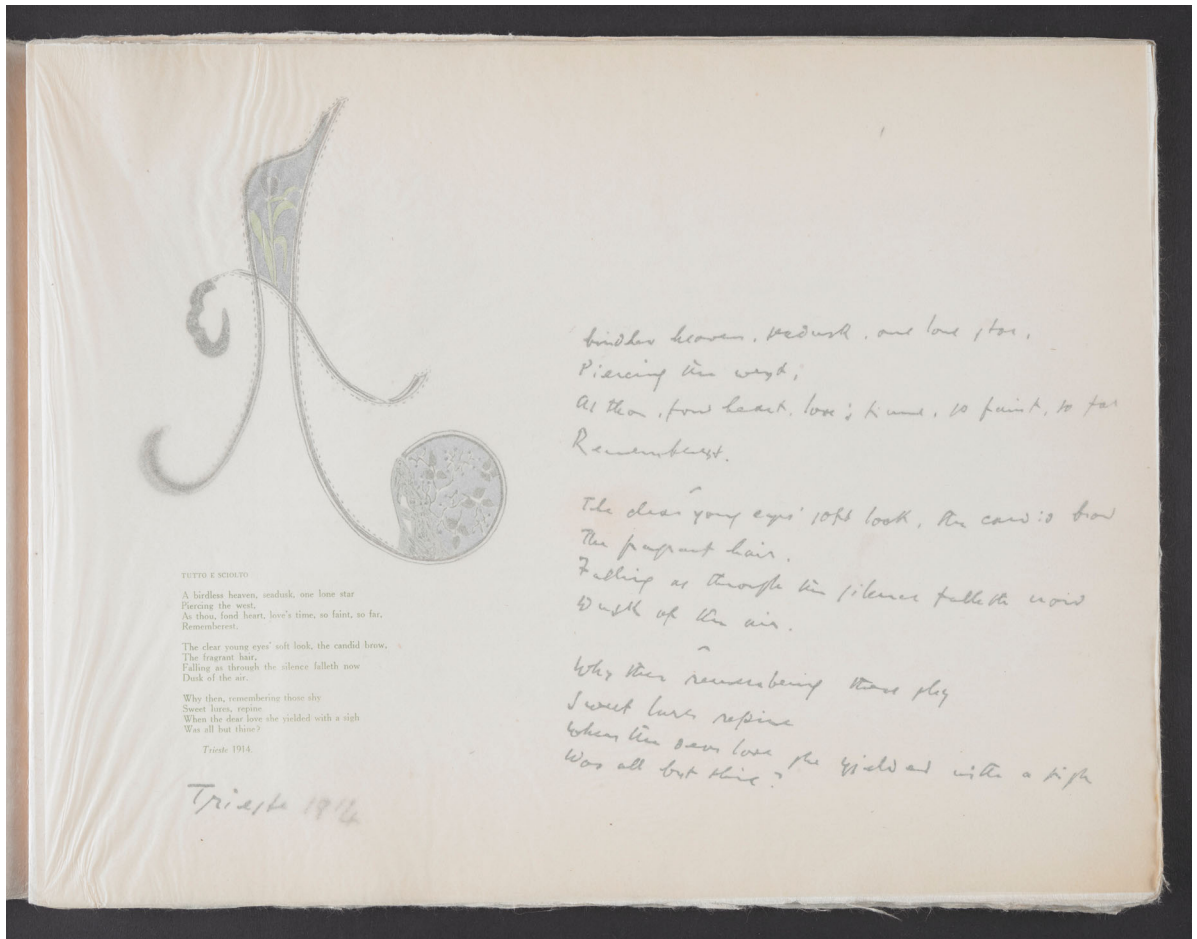 A
TUTTO E SCIOLTO
A birdless heaven, seadusk, one lone star
Piercing the west,
As thou, fond heart, love's time, so faint, so far,
Rememberest.
The clear young eyes' soft look, the candid brow,
The fragrant hair,
Falling as through the silence falleth now
Dusk of the air.
Why then, remembering those shy
Sweet lures, repine
When the dear love she yielded with a sigh
Was all but thine?
Trieste 1914.
Trieste 1914
birdless heaven, seadusk, one lone star,
Piercing the west,
As thou, fond heart, love's time, so faint, so far
Rememberest.
The clear young eyes' soft look, the candid brow
The fragrant hair.
Falling as through the silence falleth now
Dusk of the air.
Why then remembering those shy
Sweet lures repine
When the dear love she yielded with a sigh
Was all but thine?